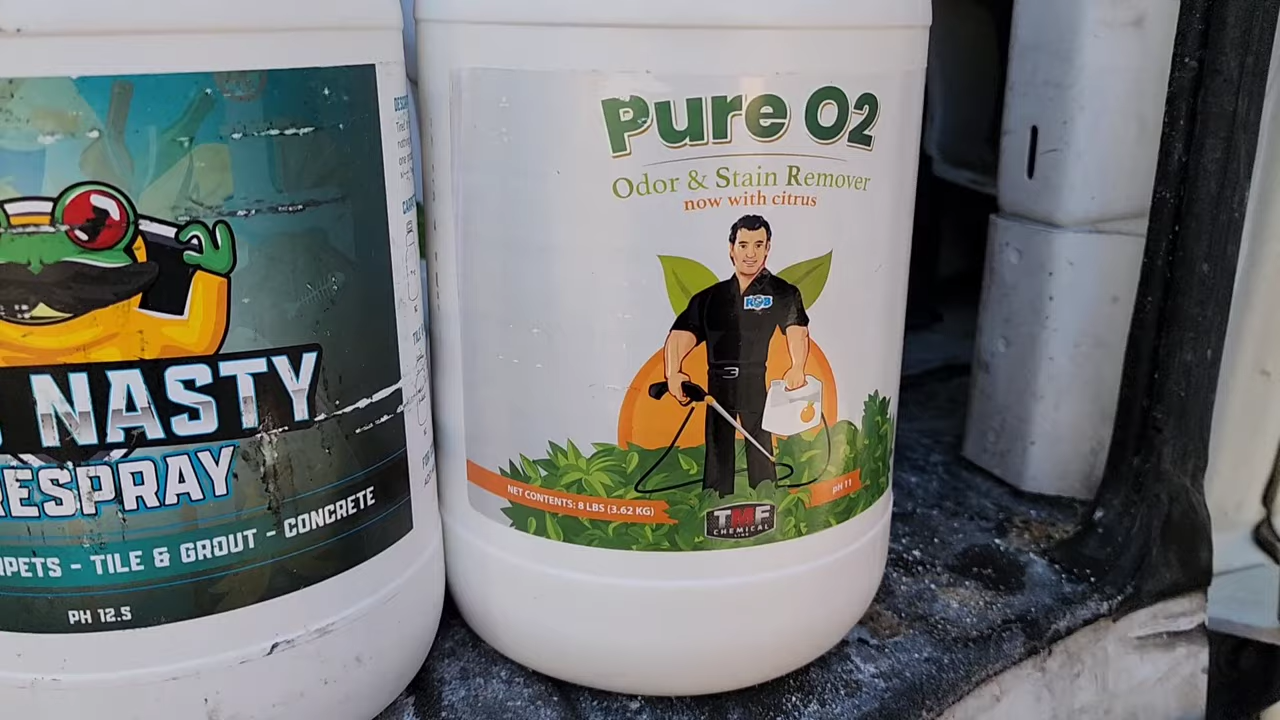 NASTY
RESPRAY
PETS - TILE & GROUT - CONCRETE
PH 12.5
Pure O2
Odor & Stain Remover
now with citrus
ROB
NET CONTENTS: 8 LBS (3.62 KG)
pH 11
TMF
CHEMICAL